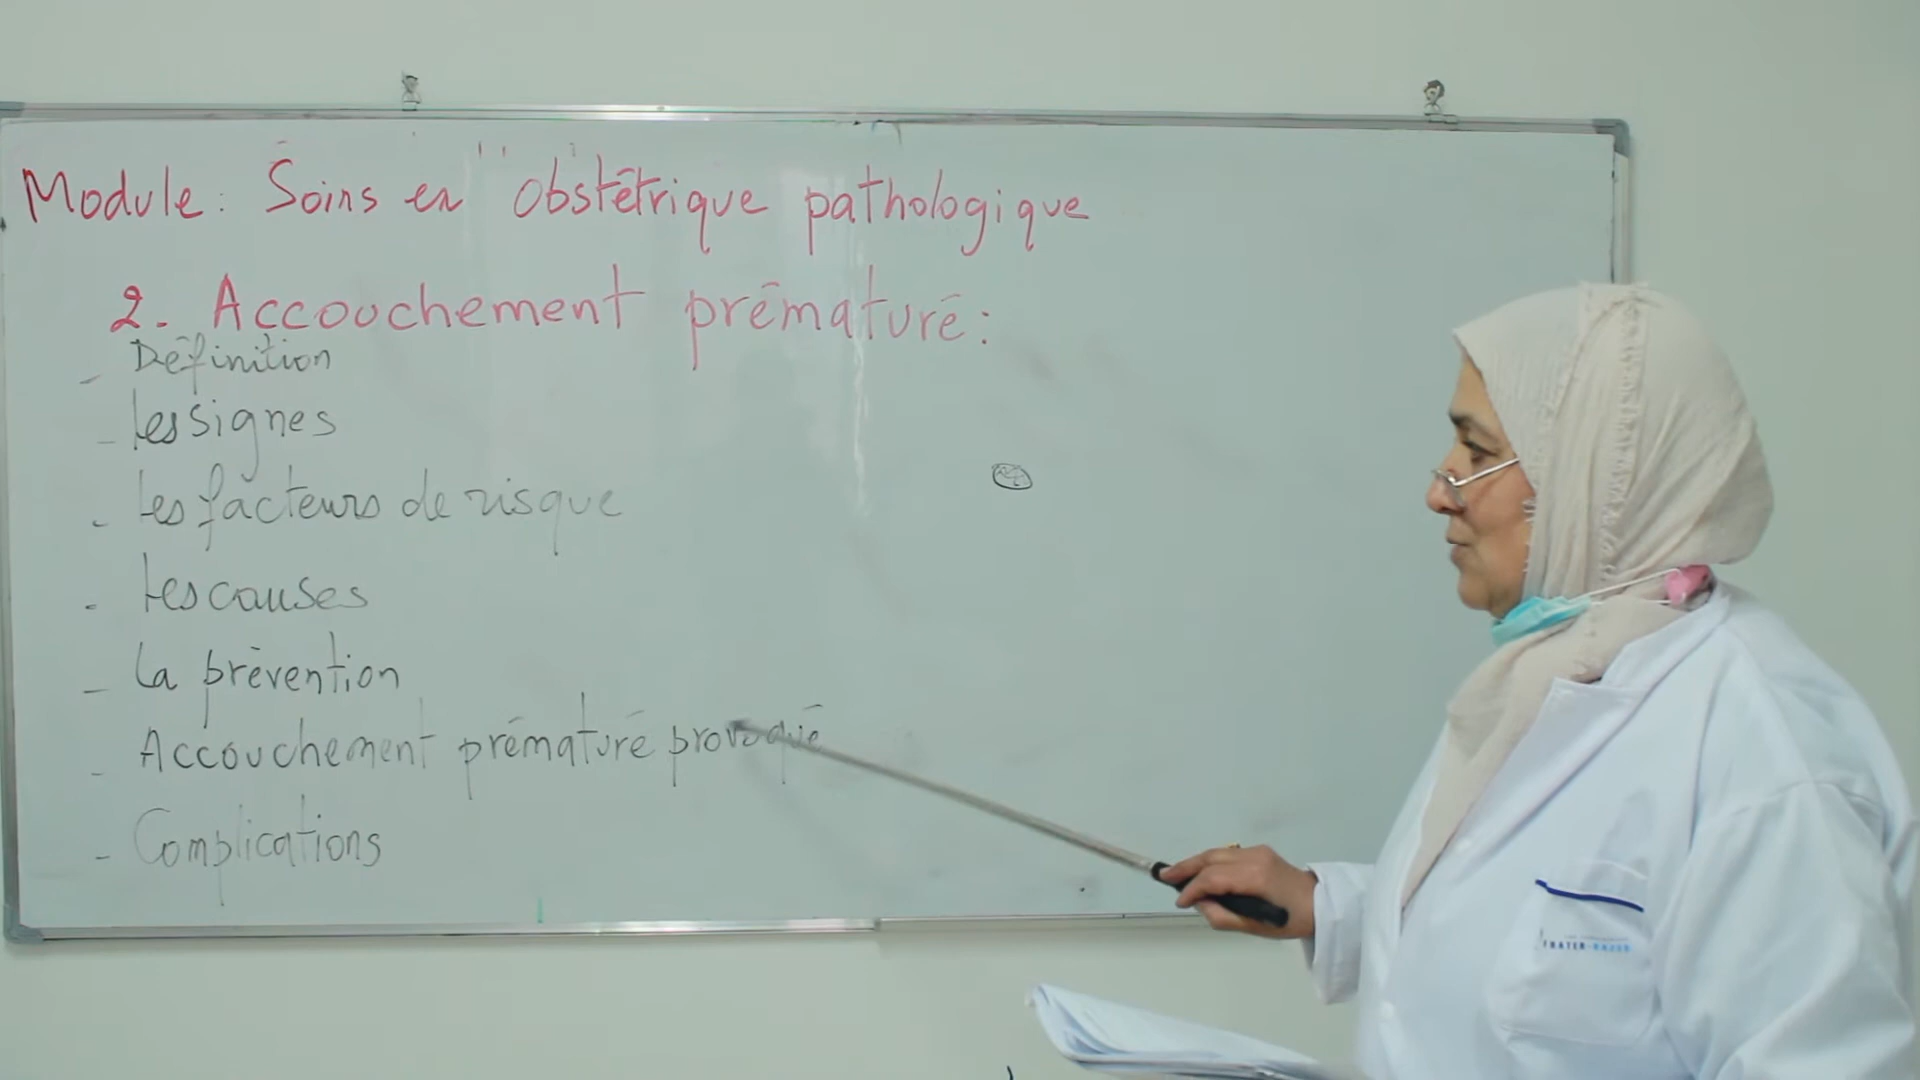 Module: Soins en obstétrique pathologique
2. Accouchement prématuré:
- Définition
- Les signes
- Les facteurs de risque
- Les causes
- La prévention
- Accouchement prématuré provoqué
- Complications